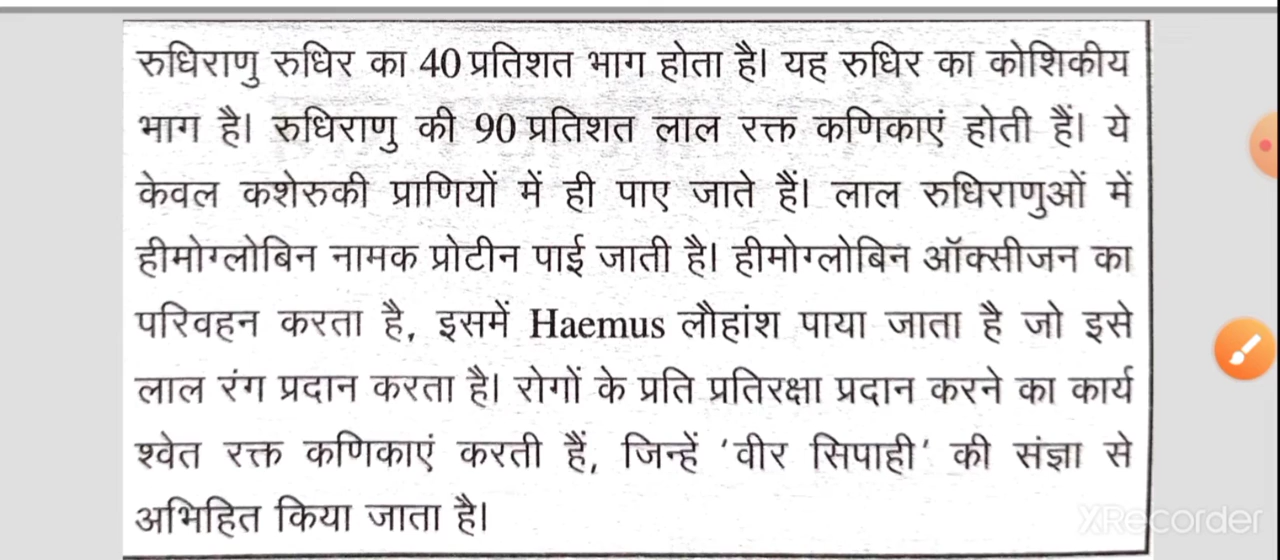 रुधिराणु रुधिर का 40 प्रतिशत भाग होता है। यह रुधिर का कोशिकीय
भाग है। रुधिराणु की 90 प्रतिशत लाल रक्त कणिकाएं होती हैं। ये
केवल कशेरुकी प्राणियों में ही पाए जाते हैं। लाल रुधिराणुओं में
हीमोग्लोबिन नामक प्रोटीन पाई जाती है। हीमोग्लोबिन ऑक्सीजन का
परिवहन करता है, इसमें Haemus लौहांश पाया जाता है जो इसे
लाल रंग प्रदान करता है। रोगों के प्रति प्रतिरक्षा प्रदान करने का कार्य
श्वेत रक्त कणिकाएं करती हैं, जिन्हें ‘वीर सिपाही’ की संज्ञा से
अभिहित किया जाता है।
XRecorder